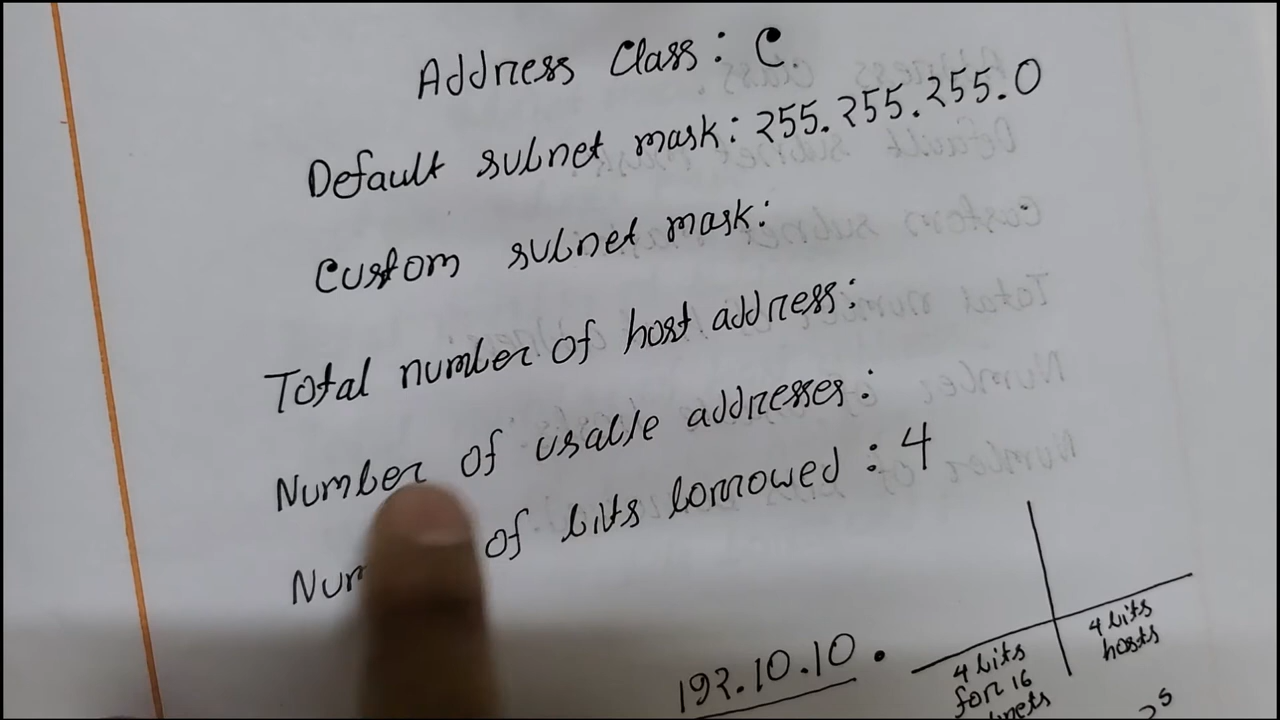 Address Class: C
Default subnet mask: 255.255.255.0
Custom subnet mask:
Total number of host address:
Number of usable addresses:
Num of bits borrowed: 4
192.10.10.
4 bits for 16
4 bits hosts